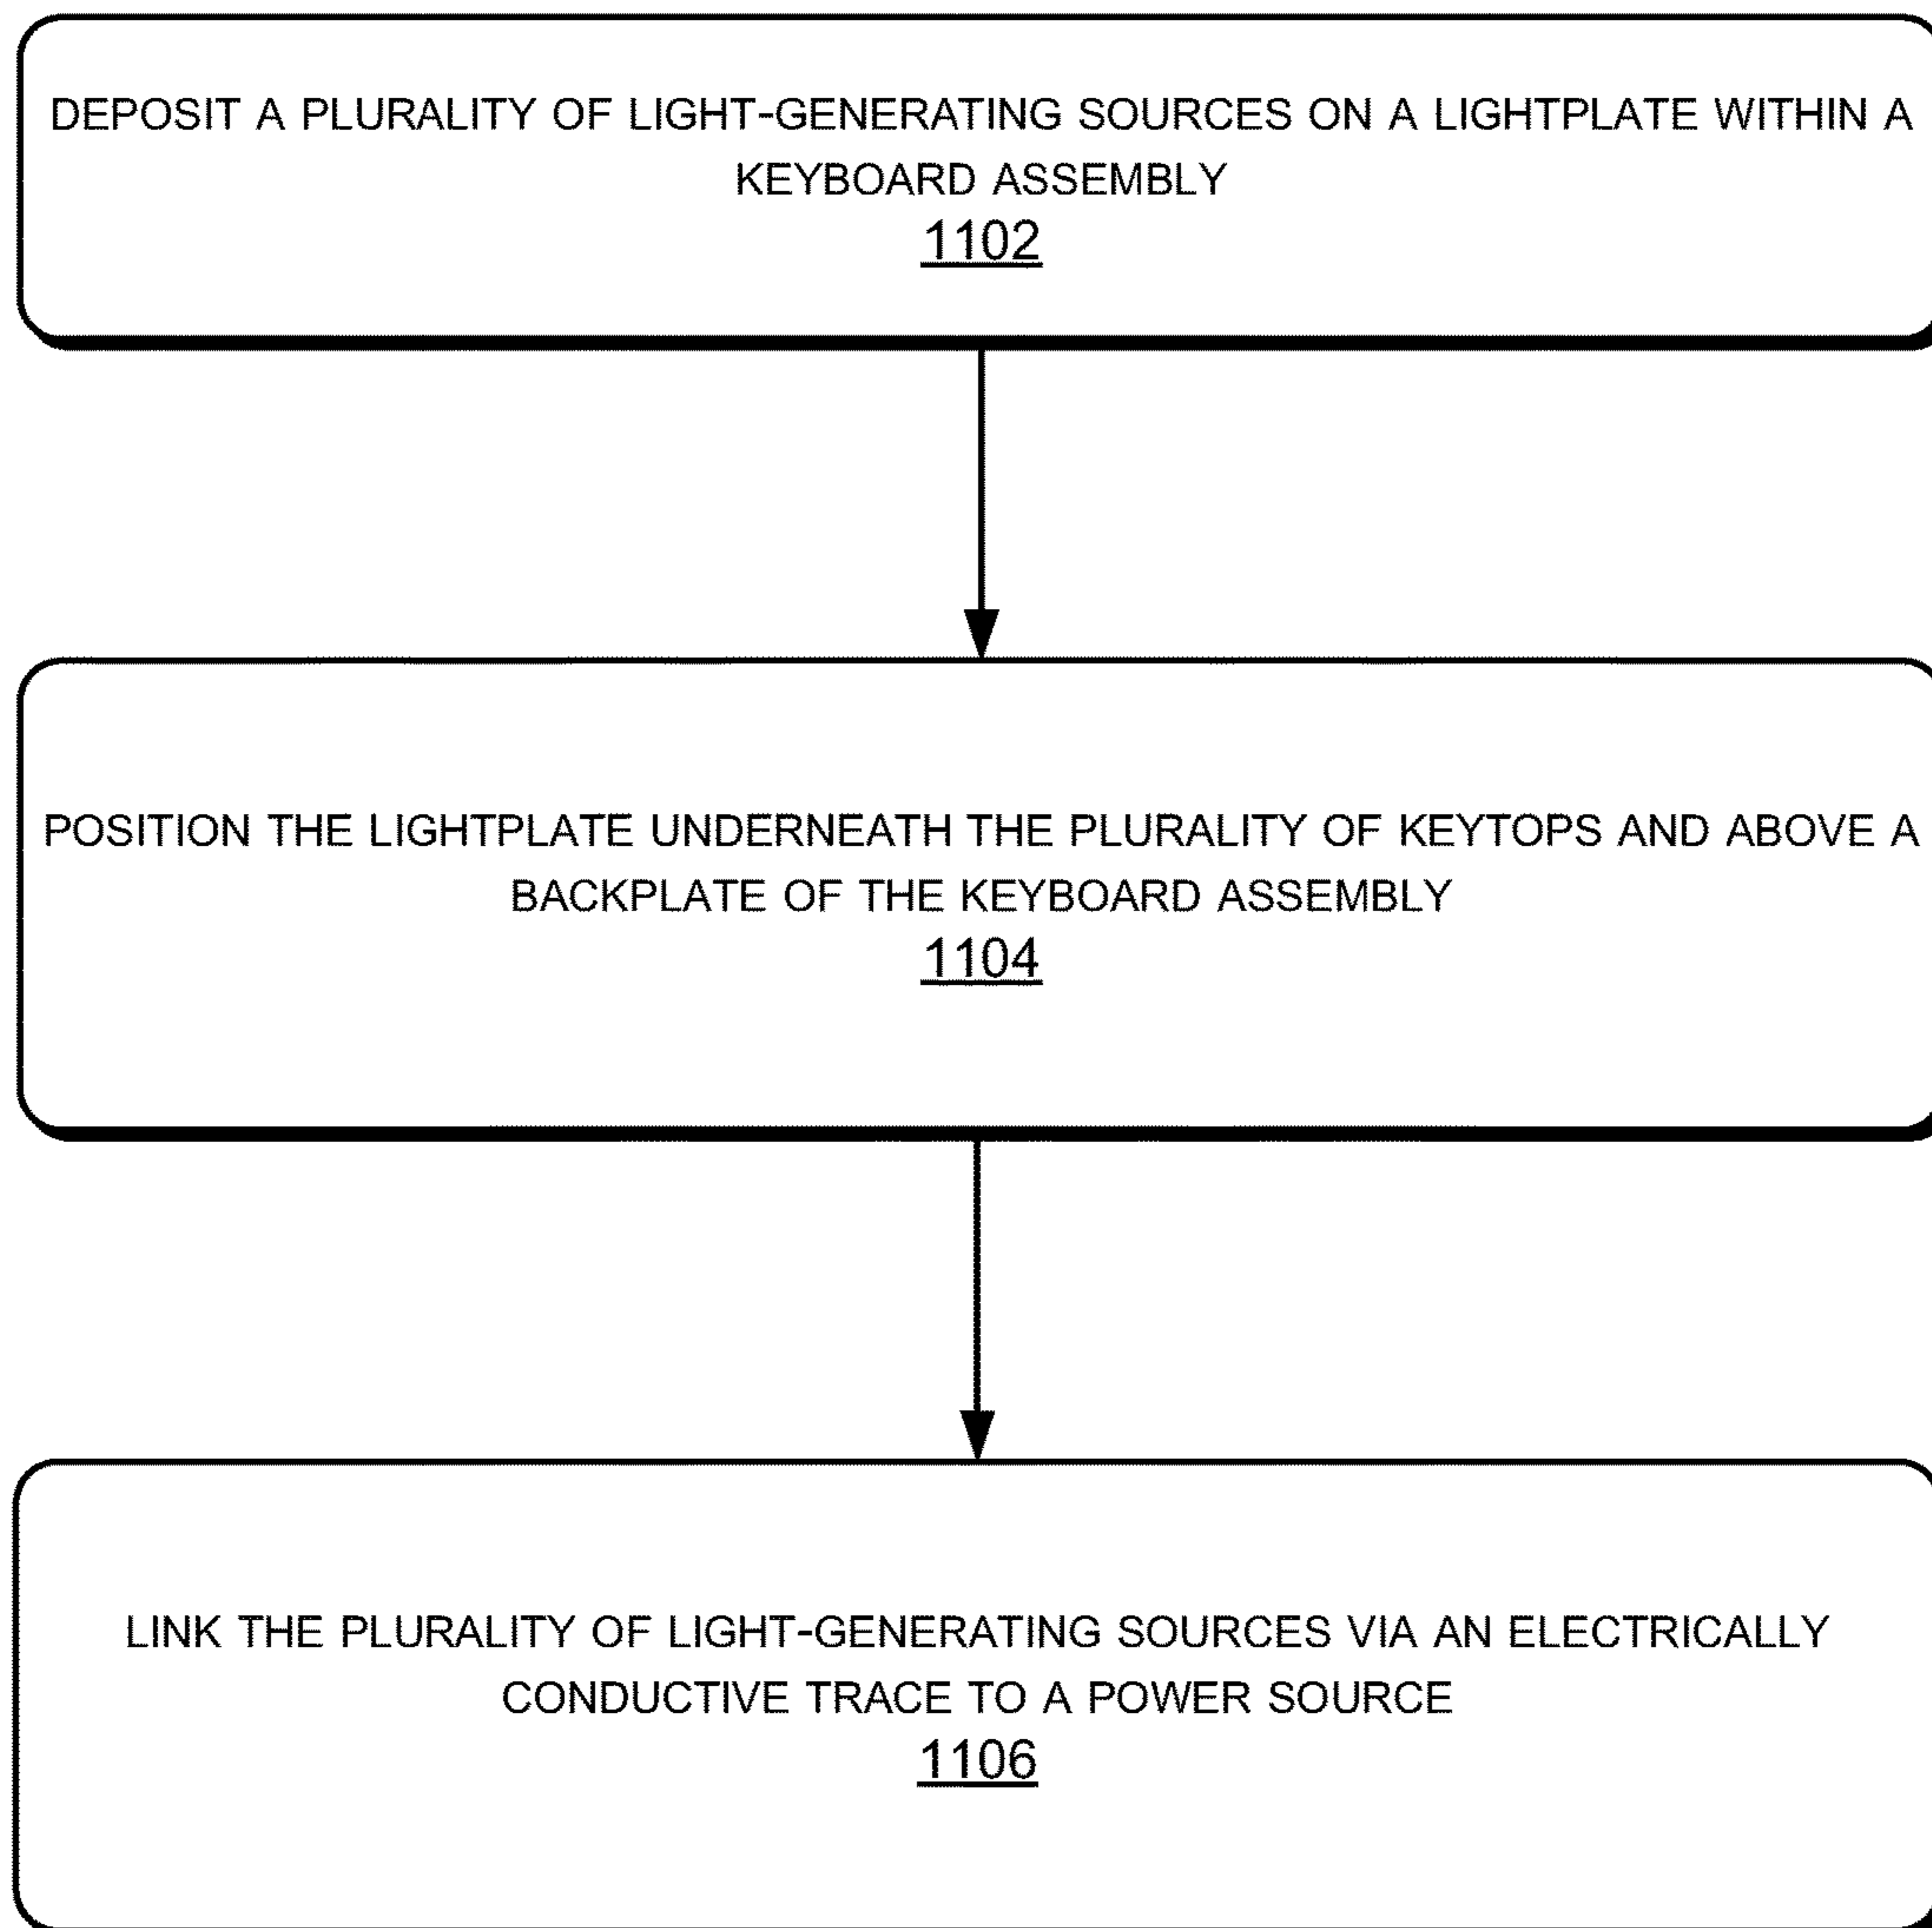 DEPOSIT A PLURALITY OF LIGHT-GENERATING SOURCES ON A LIGHTPLATE WITHIN A
KEYBOARD ASSEMBLY
1102
POSITION THE LIGHTPLATE UNDERNEATH THE PLURALITY OF KEYTOPS AND ABOVE A
BACKPLATE OF THE KEYBOARD ASSEMBLY
1104
LINK THE PLURALITY OF LIGHT-GENERATING SOURCES VIA AN ELECTRICALLY
CONDUCTIVE TRACE TO A POWER SOURCE
1106